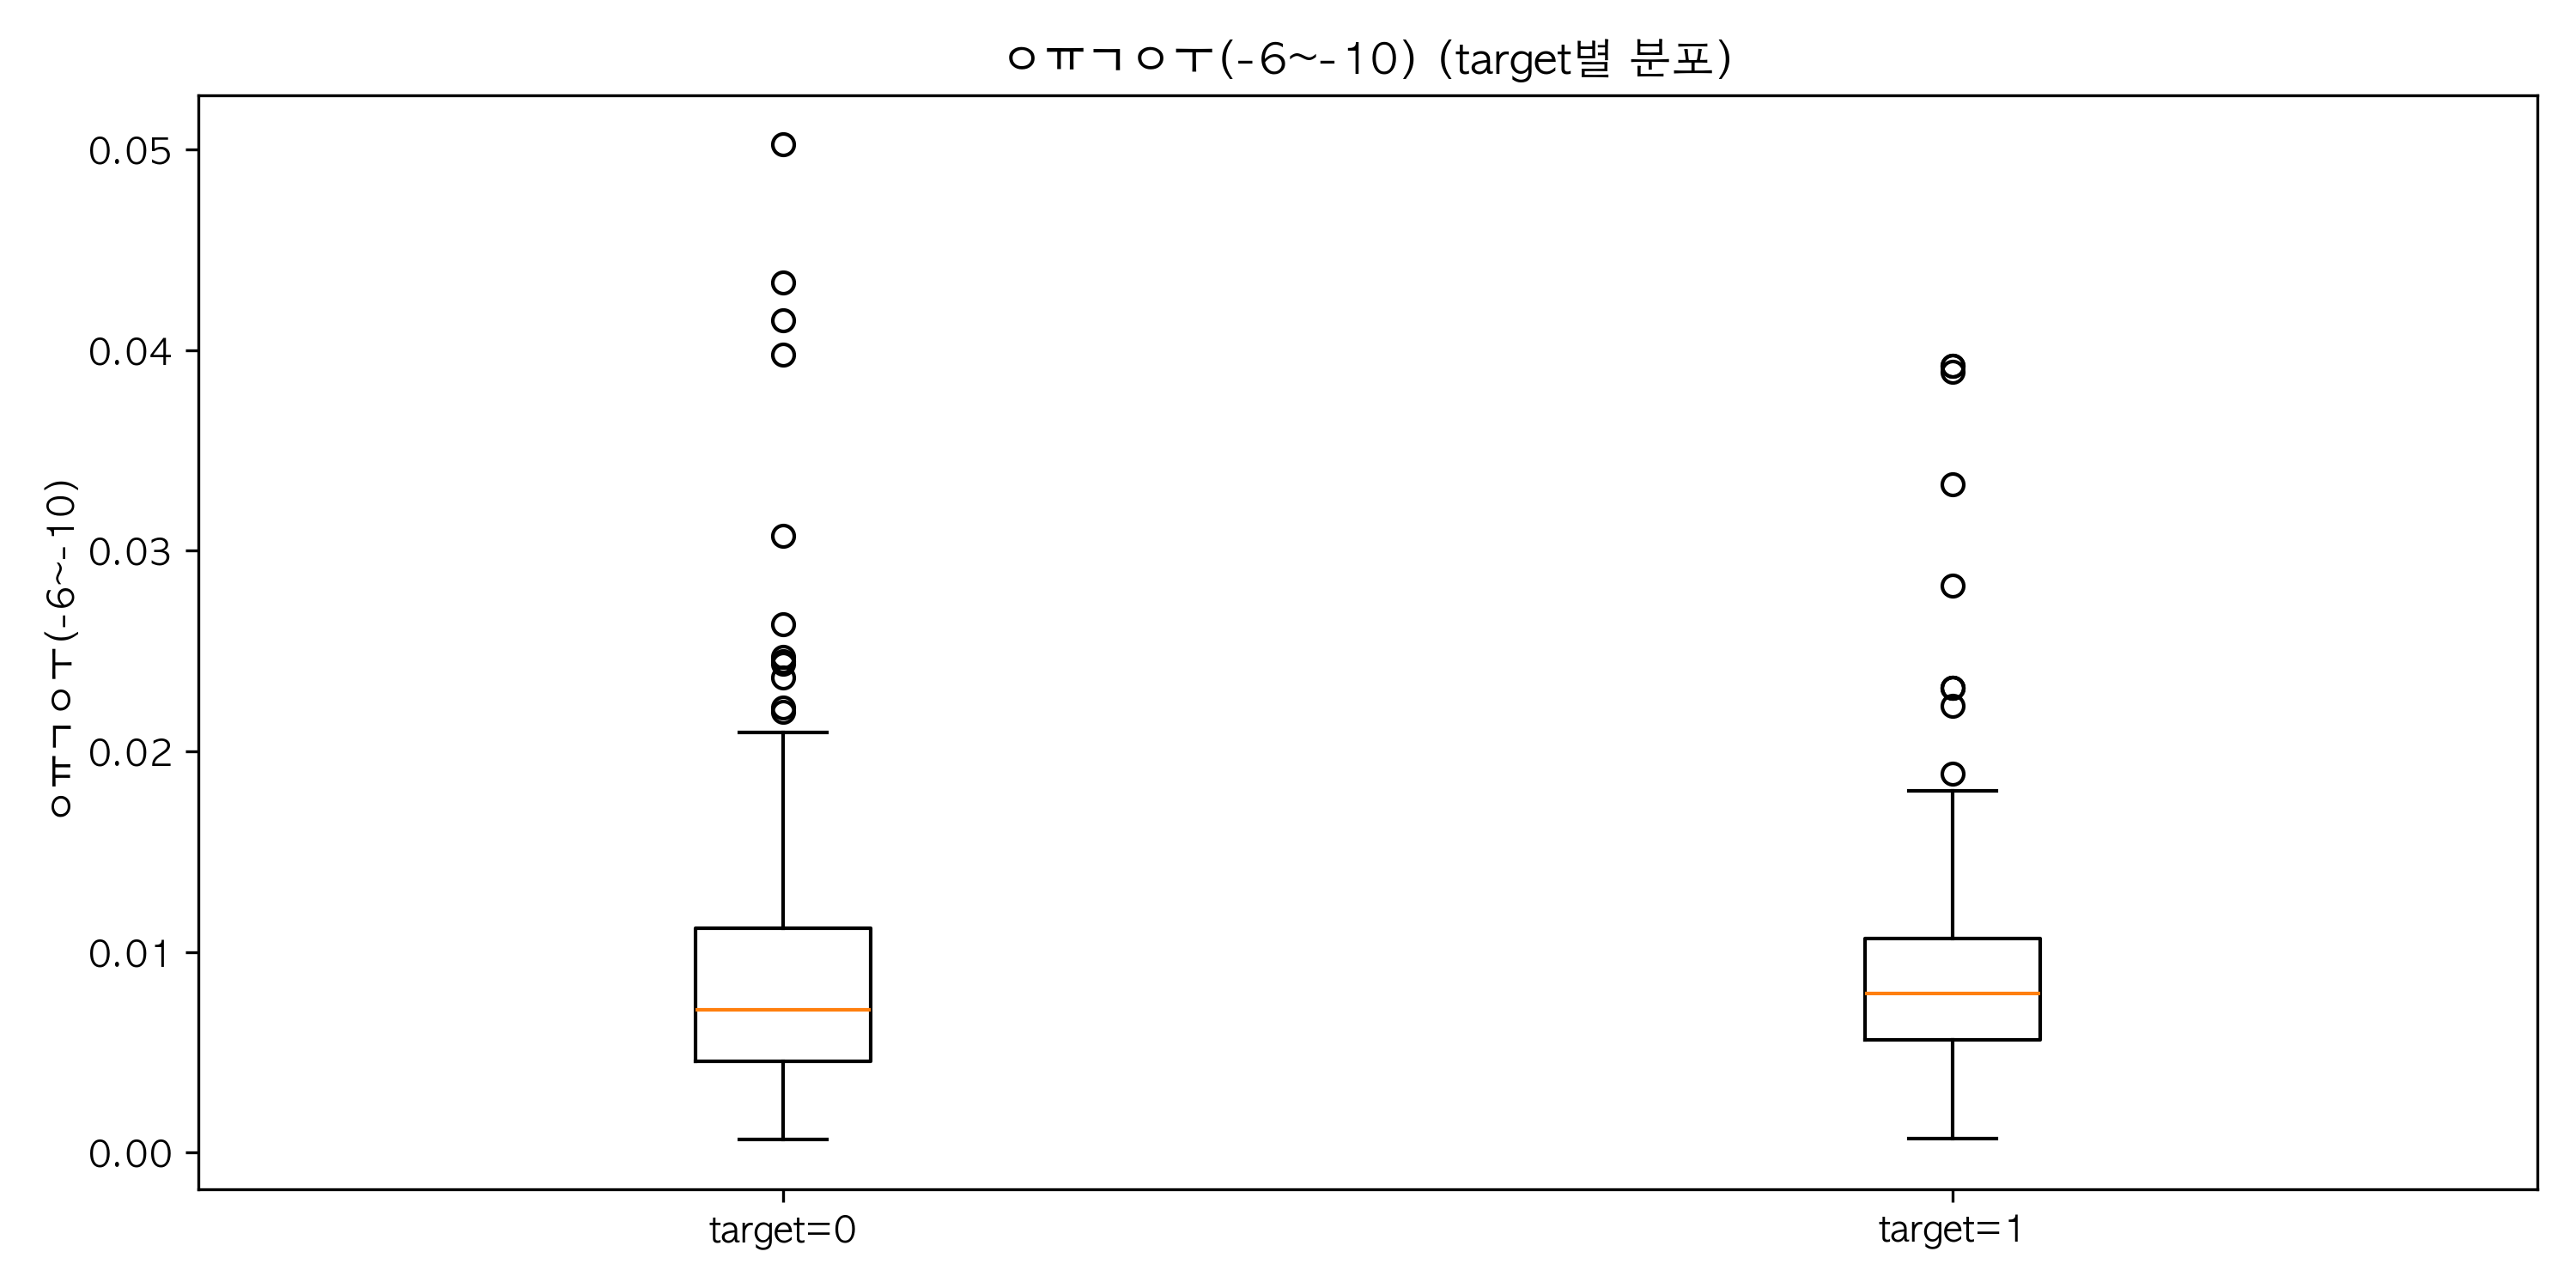 ㅇㅠㄱㅇㅜ(-6~-10) (target별 분포)
ㅇㅠㄱㅇㅜ(-6~-10)
0.05
0.04
0.03
0.02
0.01
0.00
target=0
target=1